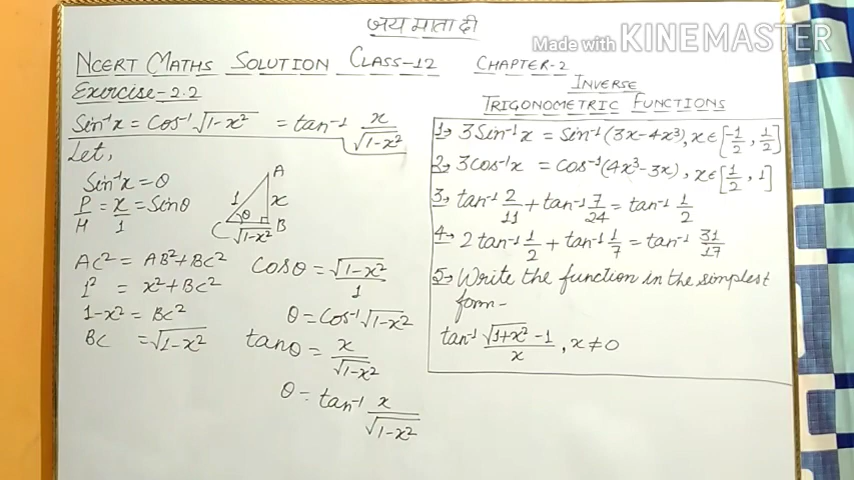 जय माता दी
Made with KINEMASTER
NCERT MATHS SOLUTION CLASS-12 CHAPTER-2
INVERSE
TRIGONOMETRIC FUNCTIONS
Exercise-2.2
Sin⁻¹x = Cos⁻¹ √(1-x²) = tan⁻¹ x/√(1-x²)
Let,
Sin⁻¹x = θ
P/H = x/1 = Sinθ
A
1 x
θ
C √(1-x²) B
AC² = AB² + BC²
1² = x² + BC²
1-x² = BC²
BC = √(1-x²)
Cosθ = √(1-x²)/1
θ = Cos⁻¹ √(1-x²)
tanθ = x/√(1-x²)
θ = tan⁻¹ x/√(1-x²)
1→ 3Sin⁻¹x = Sin⁻¹(3x-4x³), x∈[-1/2, 1/2]
2→ 3cos⁻¹x = Cos⁻¹(4x³-3x), x∈[1/2, 1]
3→ tan⁻¹ 2/11 + tan⁻¹ 7/24 = tan⁻¹ 1/2
4→ 2tan⁻¹ 1/2 + tan⁻¹ 1/7 = tan⁻¹ 31/17
5→ Write the function in the simplest
form-
tan⁻¹ (√(1+x²) -1)/x , x≠0